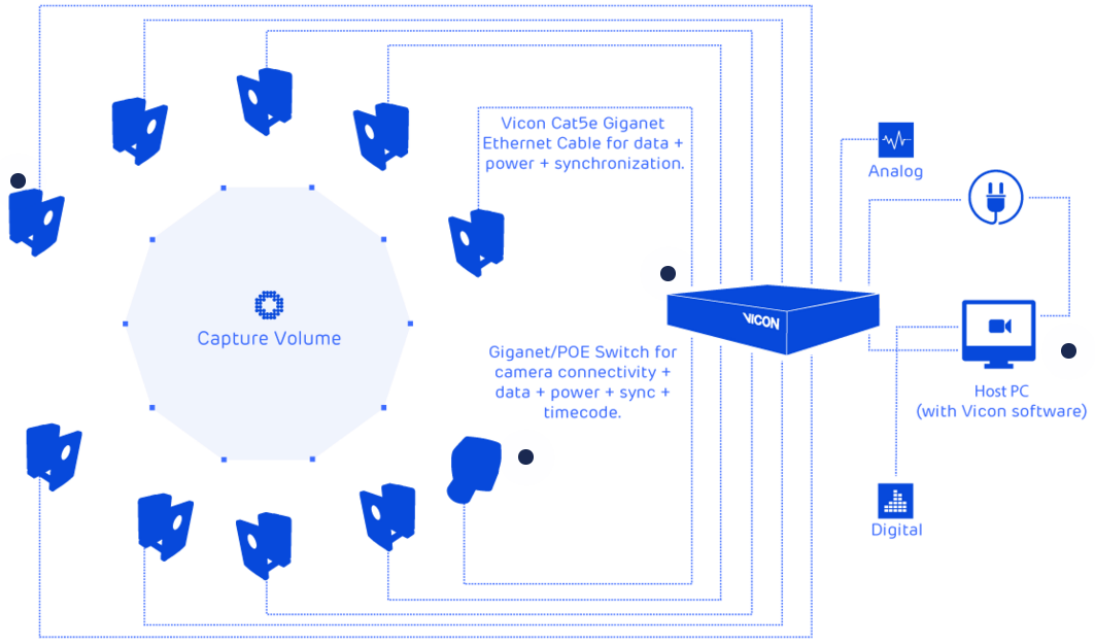 Vicon Cat5e Giganet
Ethernet Cable for data +
power + synchronization.
Analog
Capture Volume
VICON
Giganet/POE Switch for
camera connectivity +
data + power + sync +
timecode.
Host PC
(with Vicon software)
Digital